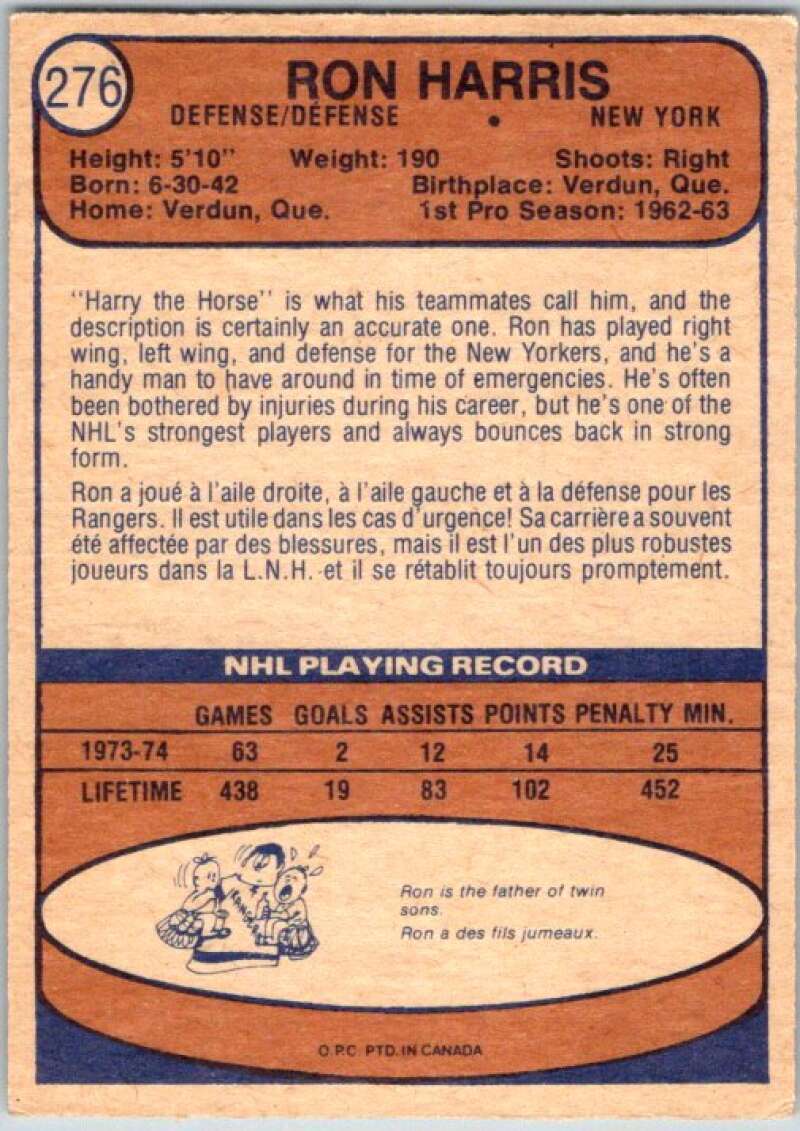 276
RON HARRIS
DEFENSE/DÉFENSE • NEW YORK
Height: 5'10" Weight: 190 Shoots: Right
Born: 6-30-42 Birthplace: Verdun, Que.
Home: Verdun, Que. 1st Pro Season: 1962-63
"Harry the Horse" is what his teammates call him, and the
description is certainly an accurate one. Ron has played right
wing, left wing, and defense for the New Yorkers, and he's a
handy man to have around in time of emergencies. He's often
been bothered by injuries during his career, but he's one of the
NHL's strongest players and always bounces back in strong
form.
Ron a joué à l'aile droite, à l'aile gauche et à la défense pour les
Rangers. Il est utile dans les cas d'urgence! Sa carrière a souvent
été affectée par des blessures, mais il est l'un des plus robustes
joueurs dans la L.N.H. et il se rétablit toujours promptement.
NHL PLAYING RECORD
GAMES GOALS ASSISTS POINTS PENALTY MIN.
1973-74 63 2 12 14 25
LIFETIME 438 19 83 102 452
Ron is the father of twin
sons.
Ron a des fils jumeaux.
O.P.C. PTD. IN CANADA